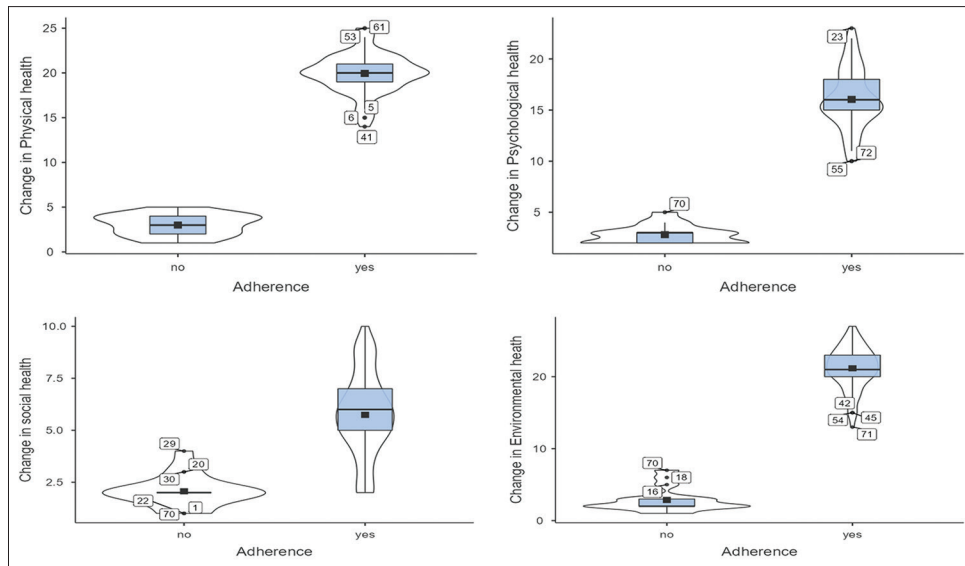 Change in Physical health
25
20
15
10
5
0
53
61
5
6
41
no
yes
Adherence
Change in Psychological health
20
15
10
5
23
72
55
70
no
yes
Adherence
Change in social health
10.0
7.5
5.0
2.5
29
20
30
22
1
70
no
yes
Adherence
Change in Environmental heath
20
10
0
42
45
54
71
70
18
16
no
yes
Adherence